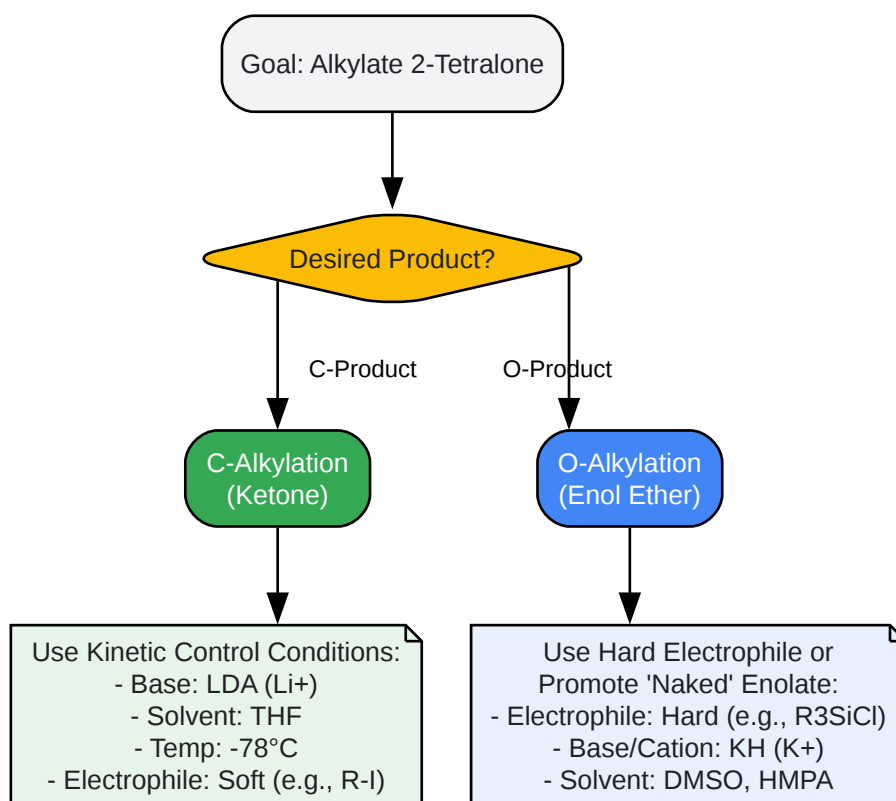 Goal: Alkylate 2-Tetralone
Desired Product?
C-Product
O-Product
C-Alkylation
(Ketone)
O-Alkylation
(Enol Ether)
Use Kinetic Control Conditions:
- Base: LDA (Li+)
- Solvent: THF
- Temp: -78°C
- Electrophile: Soft (e.g., R-I)
Use Hard Electrophile or
Promote 'Naked' Enolate:
- Electrophile: Hard (e.g., R3SiCl)
- Base/Cation: KH (K+)
- Solvent: DMSO, HMPA